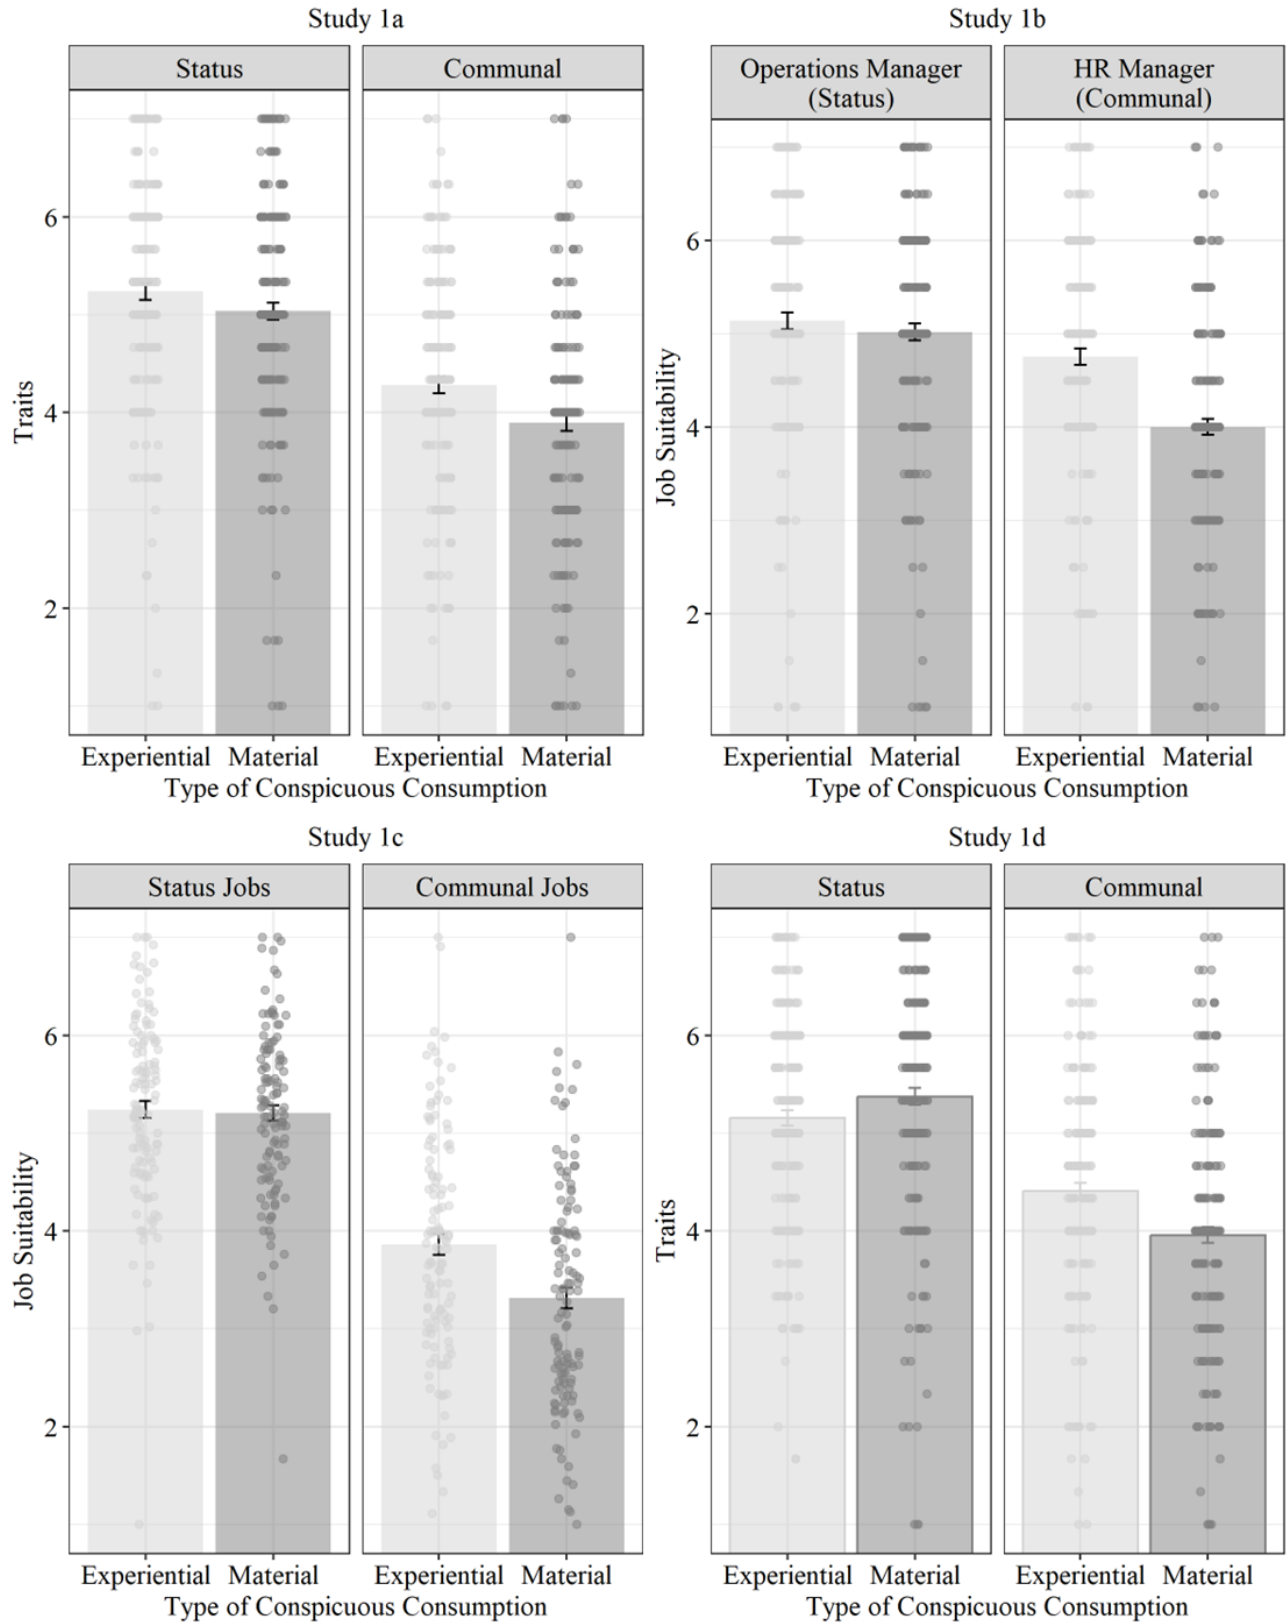 Study 1a
Status
Communal
Traits
6
4
2
Experiential
Material
Experiential
Material
Type of Conspicuous Consumption
Study 1b
Operations Manager
(Status)
HR Manager
(Communal)
Job Suitability
6
4
2
Experiential
Material
Experiential
Material
Type of Conspicuous Consumption
Study 1c
Status Jobs
Communal Jobs
Job Suitability
6
4
2
Experiential
Material
Experiential
Material
Type of Conspicuous Consumption
Study 1d
Status
Communal
Traits
6
4
2
Experiential
Material
Experiential
Material
Type of Conspicuous Consumption